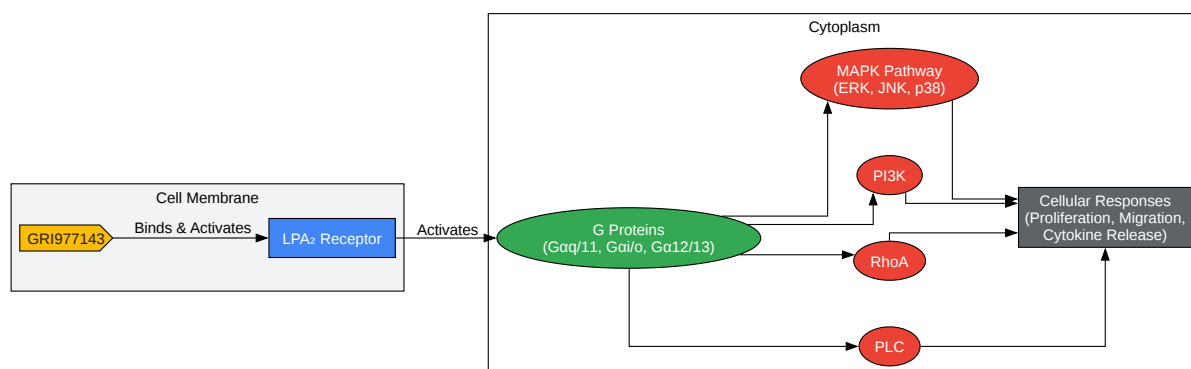 Cytoplasm
MAPK Pathway
(ERK, JNK, p38)
PI3K
Cell Membrane
GRI977143
Binds & Activates
LPA₂ Receptor
Activates
G Proteins
(Gαq/11, Gαi/o, Gα12/13)
Cellular Responses
(Proliferation, Migration,
Cytokine Release)
RhoA
PLC